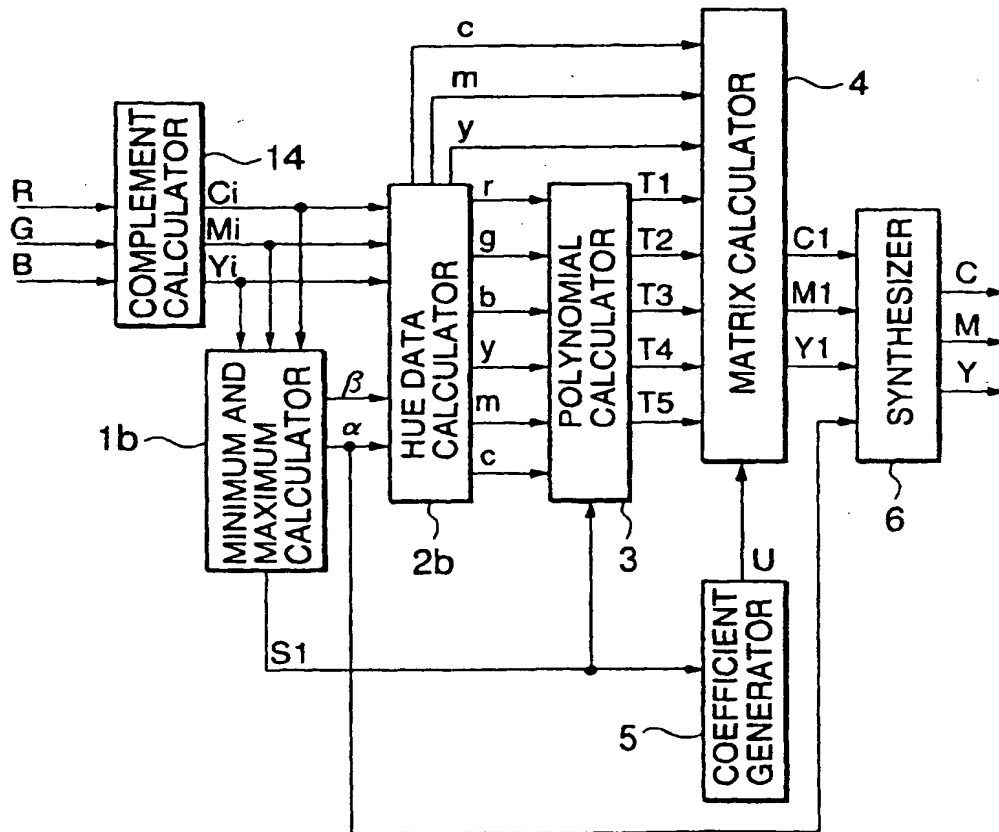 R
G
B
COMPLEMENT
CALCULATOR
14
Ci
Mi
Yi
MINIMUM AND
MAXIMUM
CALCULATOR
1b
β
α
S1
HUE DATA
CALCULATOR
2b
c
m
y
r
g
b
y
m
c
POLYNOMIAL
CALCULATOR
3
T1
T2
T3
T4
T5
MATRIX CALCULATOR
4
U
COEFFICIENT
GENERATOR
5
C1
M1
Y1
SYNTHESIZER
6
C
M
Y